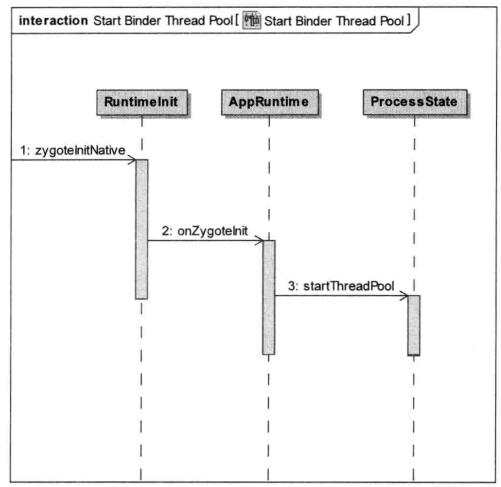 interaction Start Binder Thread Pool[ Start Binder Thread Pool ]
RuntimeInit AppRuntime ProcessState
1: zygoteInitNative
2: onZygoteInit
3: startThreadPool